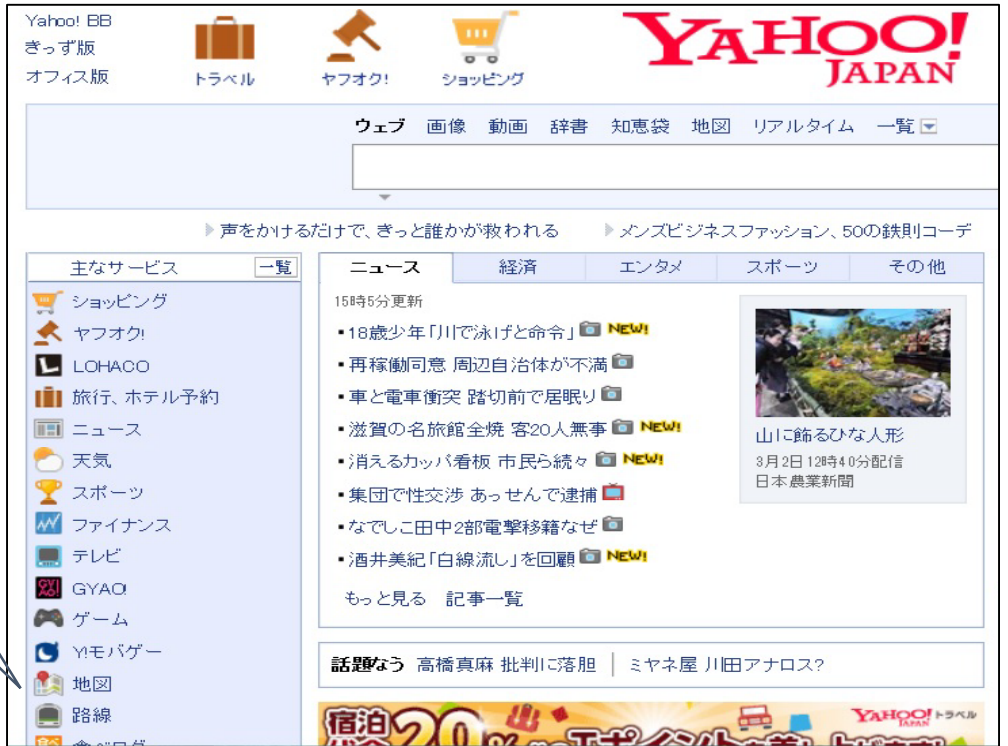 Yahoo! BB
きっず版
オフィス版
トラベル
ヤフオク!
ショッピング
YAHOO!
JAPAN
ウェブ 画像 動画 辞書 知恵袋 地図 リアルタイム 一覧
声をかけるだけで、きっと誰かが救われる
メンズビジネスファッション、50の鉄則コーデ
主なサービス 一覧
ショッピング
ヤフオク!
LOHACO
旅行、ホテル予約
ニュース
天気
スポーツ
ファイナンス
テレビ
GYAO!
ゲーム
Y!モバゲー
地図
路線
食べログ
ニュース 経済 エンタメ スポーツ その他
15時5分更新
18歳少年「川で泳げと命令」 NEW!
再稼働同意 周辺自治体が不満
車と電車衝突 踏切前で居眠り
滋賀の名旅館全焼 客20人無事 NEW!
消えるカッパ看板 市民ら続々 NEW!
集団で性交渉 あっせんで逮捕
なでしこ田中2部電撃移籍なぜ
酒井美紀「白線流し」を回顧 NEW!
もっと見る 記事一覧
山に飾るひな人形
3月2日 12時40分配信
日本農業新聞
話題なう 高橋真麻 批判に落胆 | ミヤネ屋 川田アナロス?
宿泊
20%
YAHOO! JAPAN トラベル